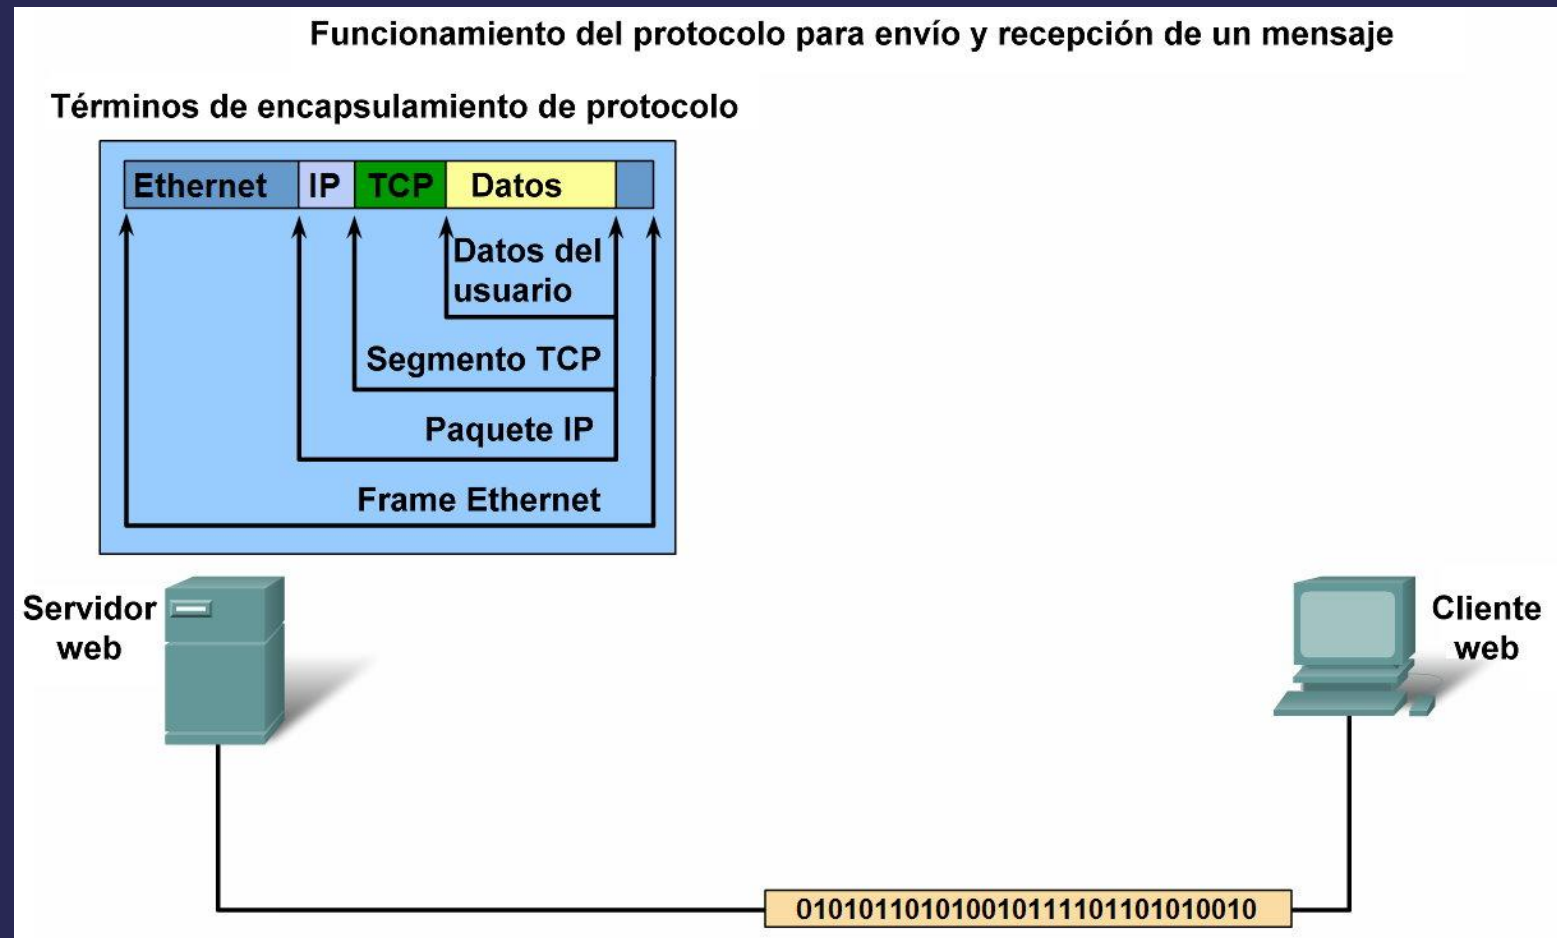 Funcionamiento del protocolo para envío y recepción de un mensaje
Términos de encapsulamiento de protocolo
Ethernet IP TCP Datos
Datos del
usuario
Segmento TCP
Paquete IP
Frame Ethernet
Servidor
web
Cliente
web
0101011010100101111011010100​10